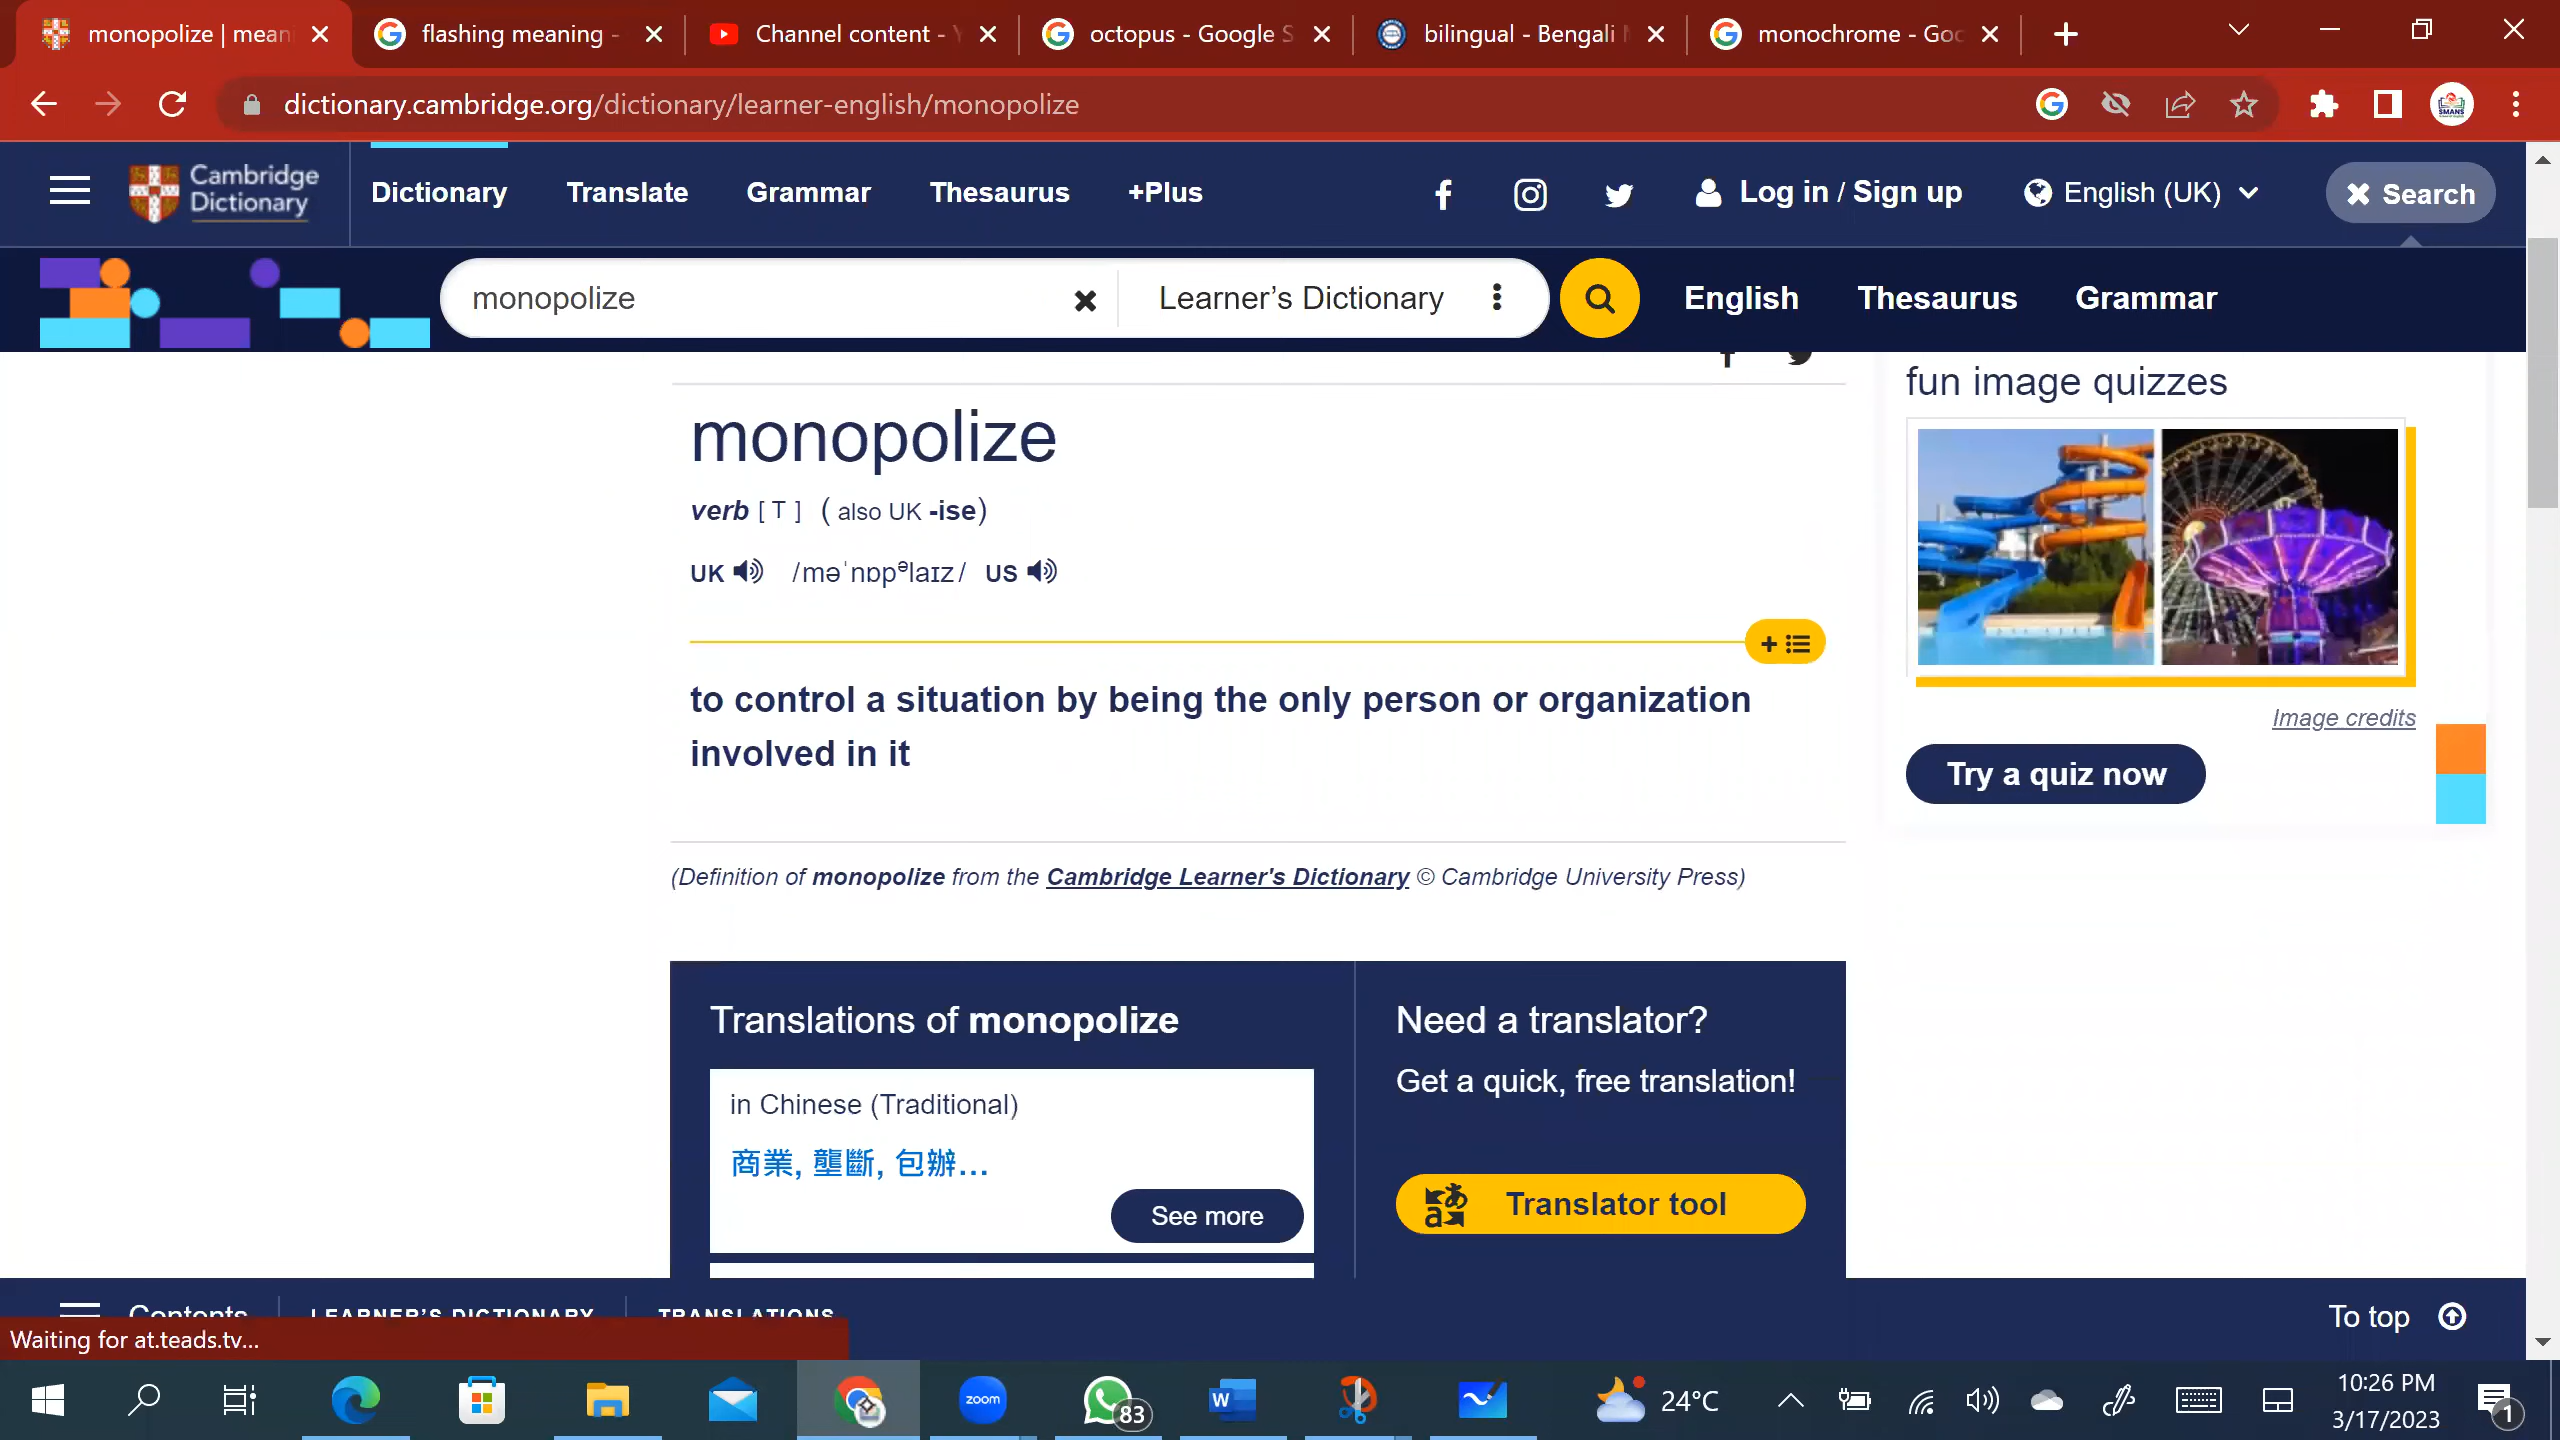 monopolize | mean
flashing meaning -
Channel content - Y
octopus - Google S
bilingual - Bengali
monochrome - Goo
dictionary.cambridge.org/dictionary/learner-english/monopolize
Cambridge Dictionary
Dictionary
Translate
Grammar
Thesaurus
+Plus
Log in / Sign up
English (UK)
Search
monopolize
Learner’s Dictionary
English
Thesaurus
Grammar
fun image quizzes
monopolize
verb [ T ] ( also UK -ise)
UK /məˈnɒpᵊlaɪz/ US
to control a situation by being the only person or organization
involved in it
Image credits
Try a quiz now
(Definition of monopolize from the Cambridge Learner's Dictionary © Cambridge University Press)
Translations of monopolize
Need a translator?
Get a quick, free translation!
in Chinese (Traditional)
商業, 壟斷, 包辦…
See more
Translator tool
Contents
LEARNER’S DICTIONARY
TRANSLATIONS
To top
Waiting for at.teads.tv...
zoom
83
24°C
10:26 PM
3/17/2023
1